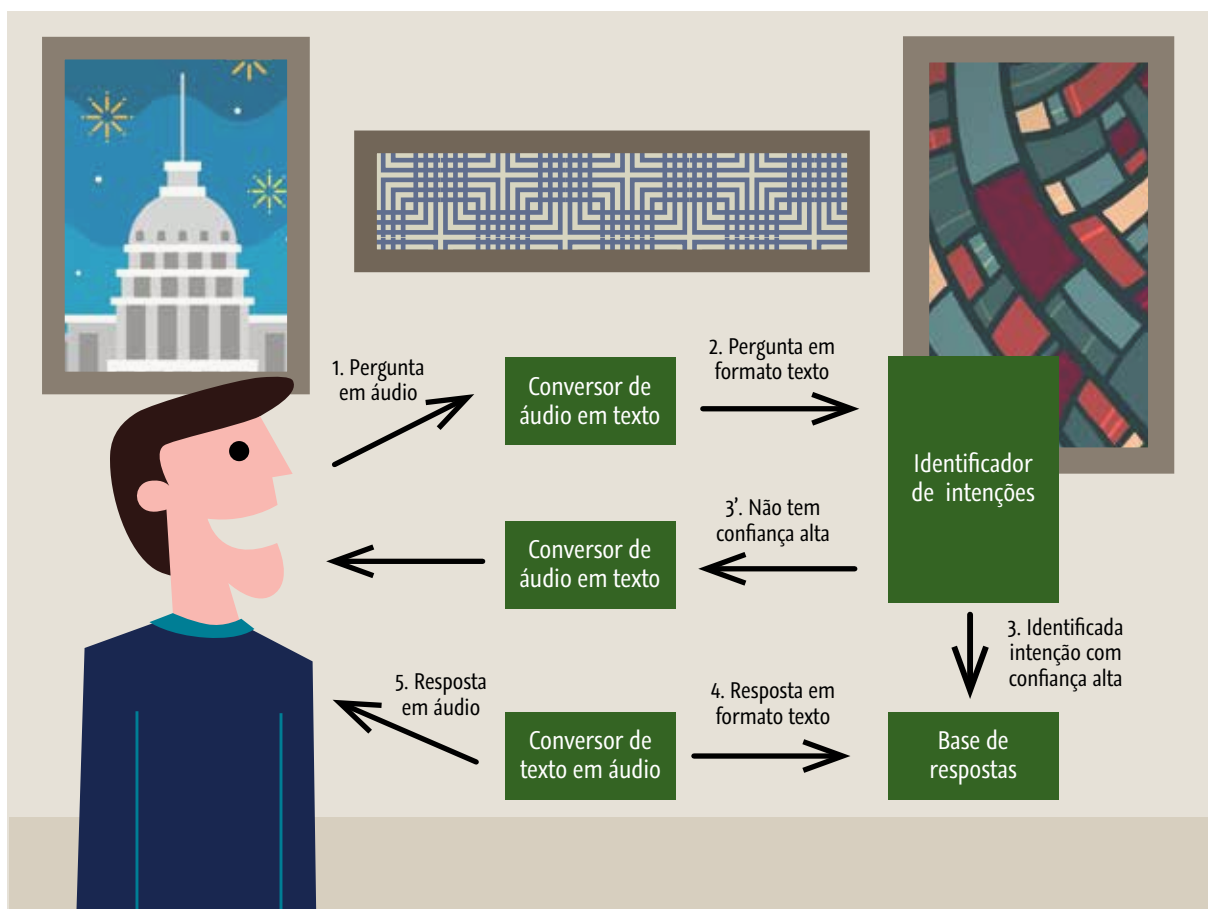 1. Pergunta
em áudio
Conversor de
áudio em texto
2. Pergunta em
formato texto
Identificador
de intenções
3’. Não tem
confiança alta
Conversor de
áudio em texto
3. Identificada
intenção com
confiança alta
5. Resposta
em áudio
Conversor de
texto em áudio
4. Resposta em
formato texto
Base de
respostas